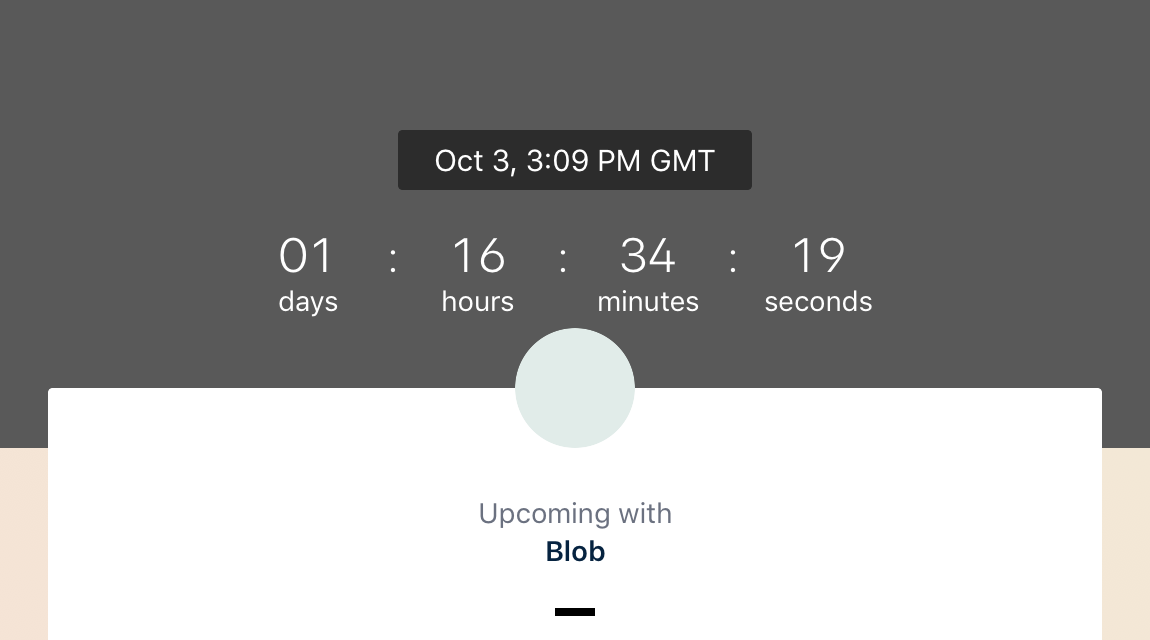 Oct 3, 3:09 PM GMT
01 : 16 : 34 : 19
days hours minutes seconds
Upcoming with
Blob